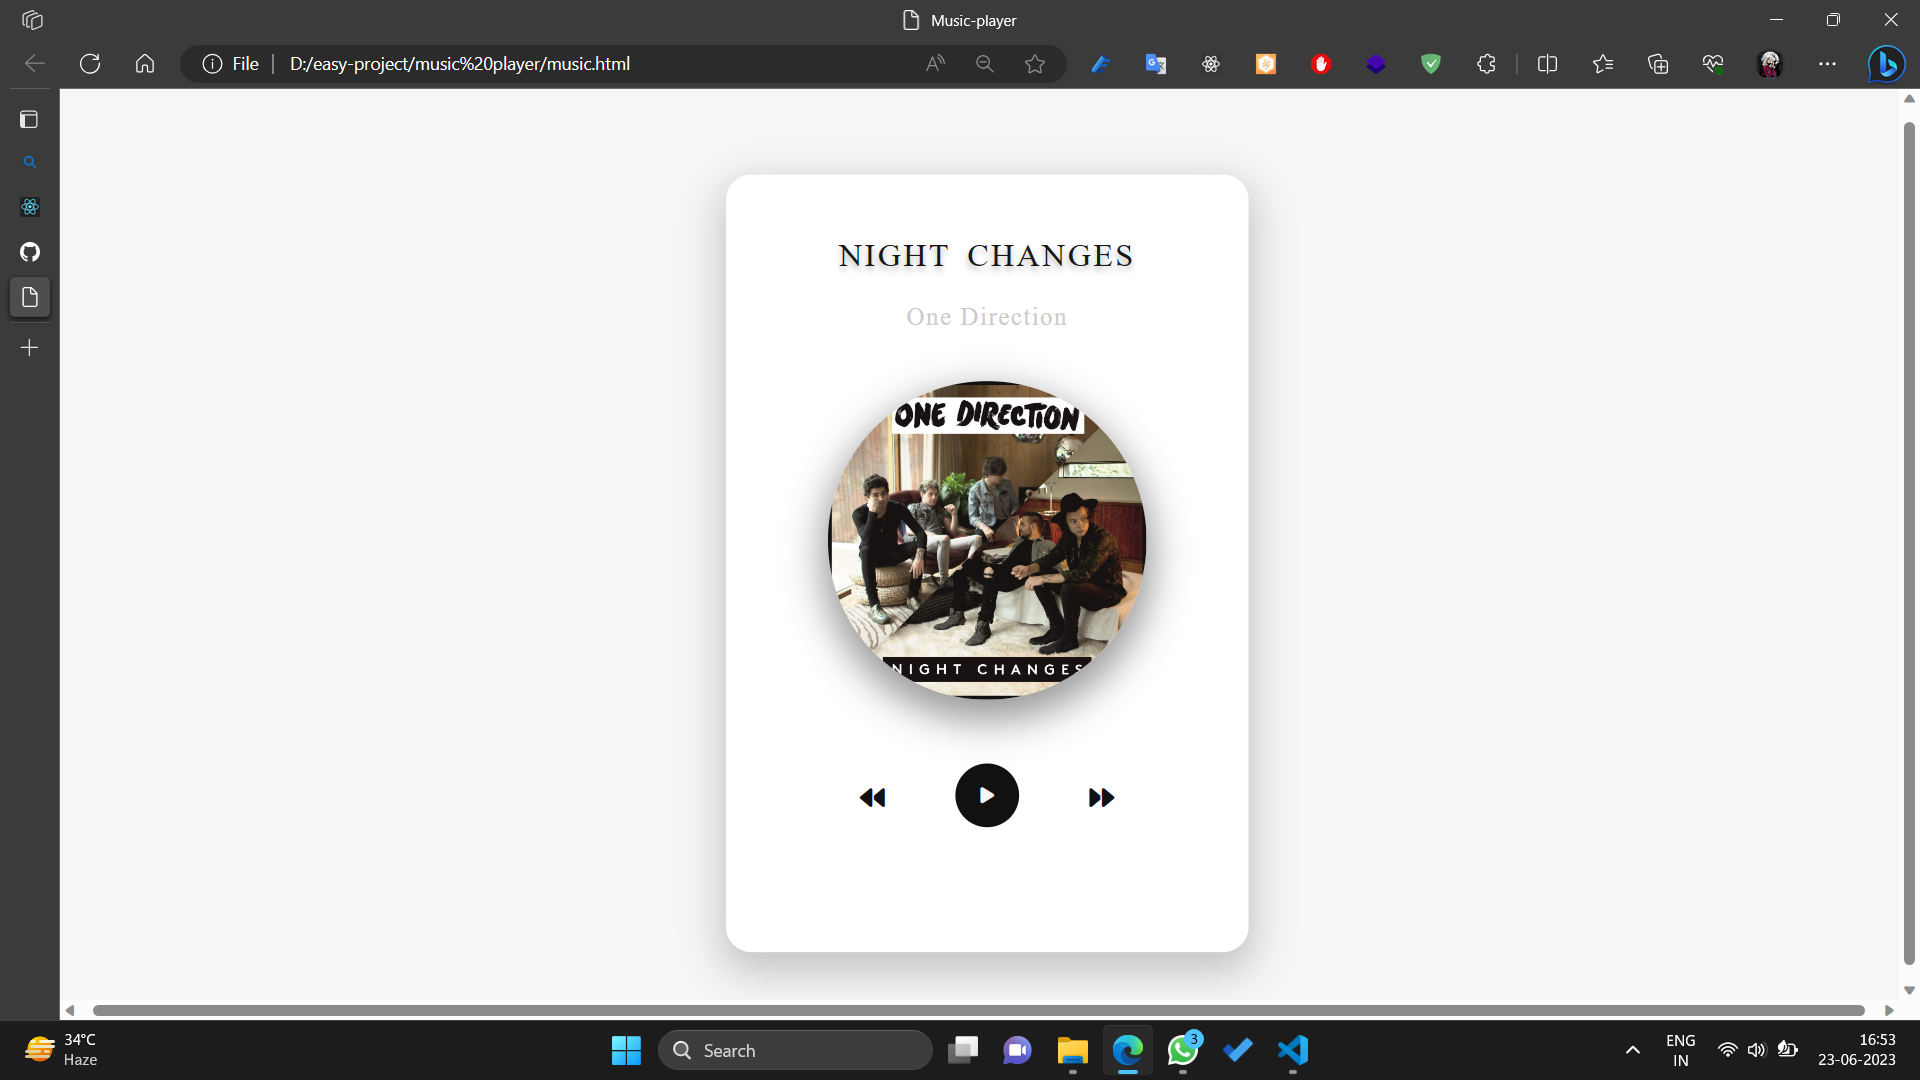 Music-player
File
D:/easy-project/music%20player/music.html
NIGHT CHANGES
One Direction
ONE DIRECTION
NIGHT CHANGES
34°C
Haze
Search
3
ENG
IN
16:53
23-06-2023